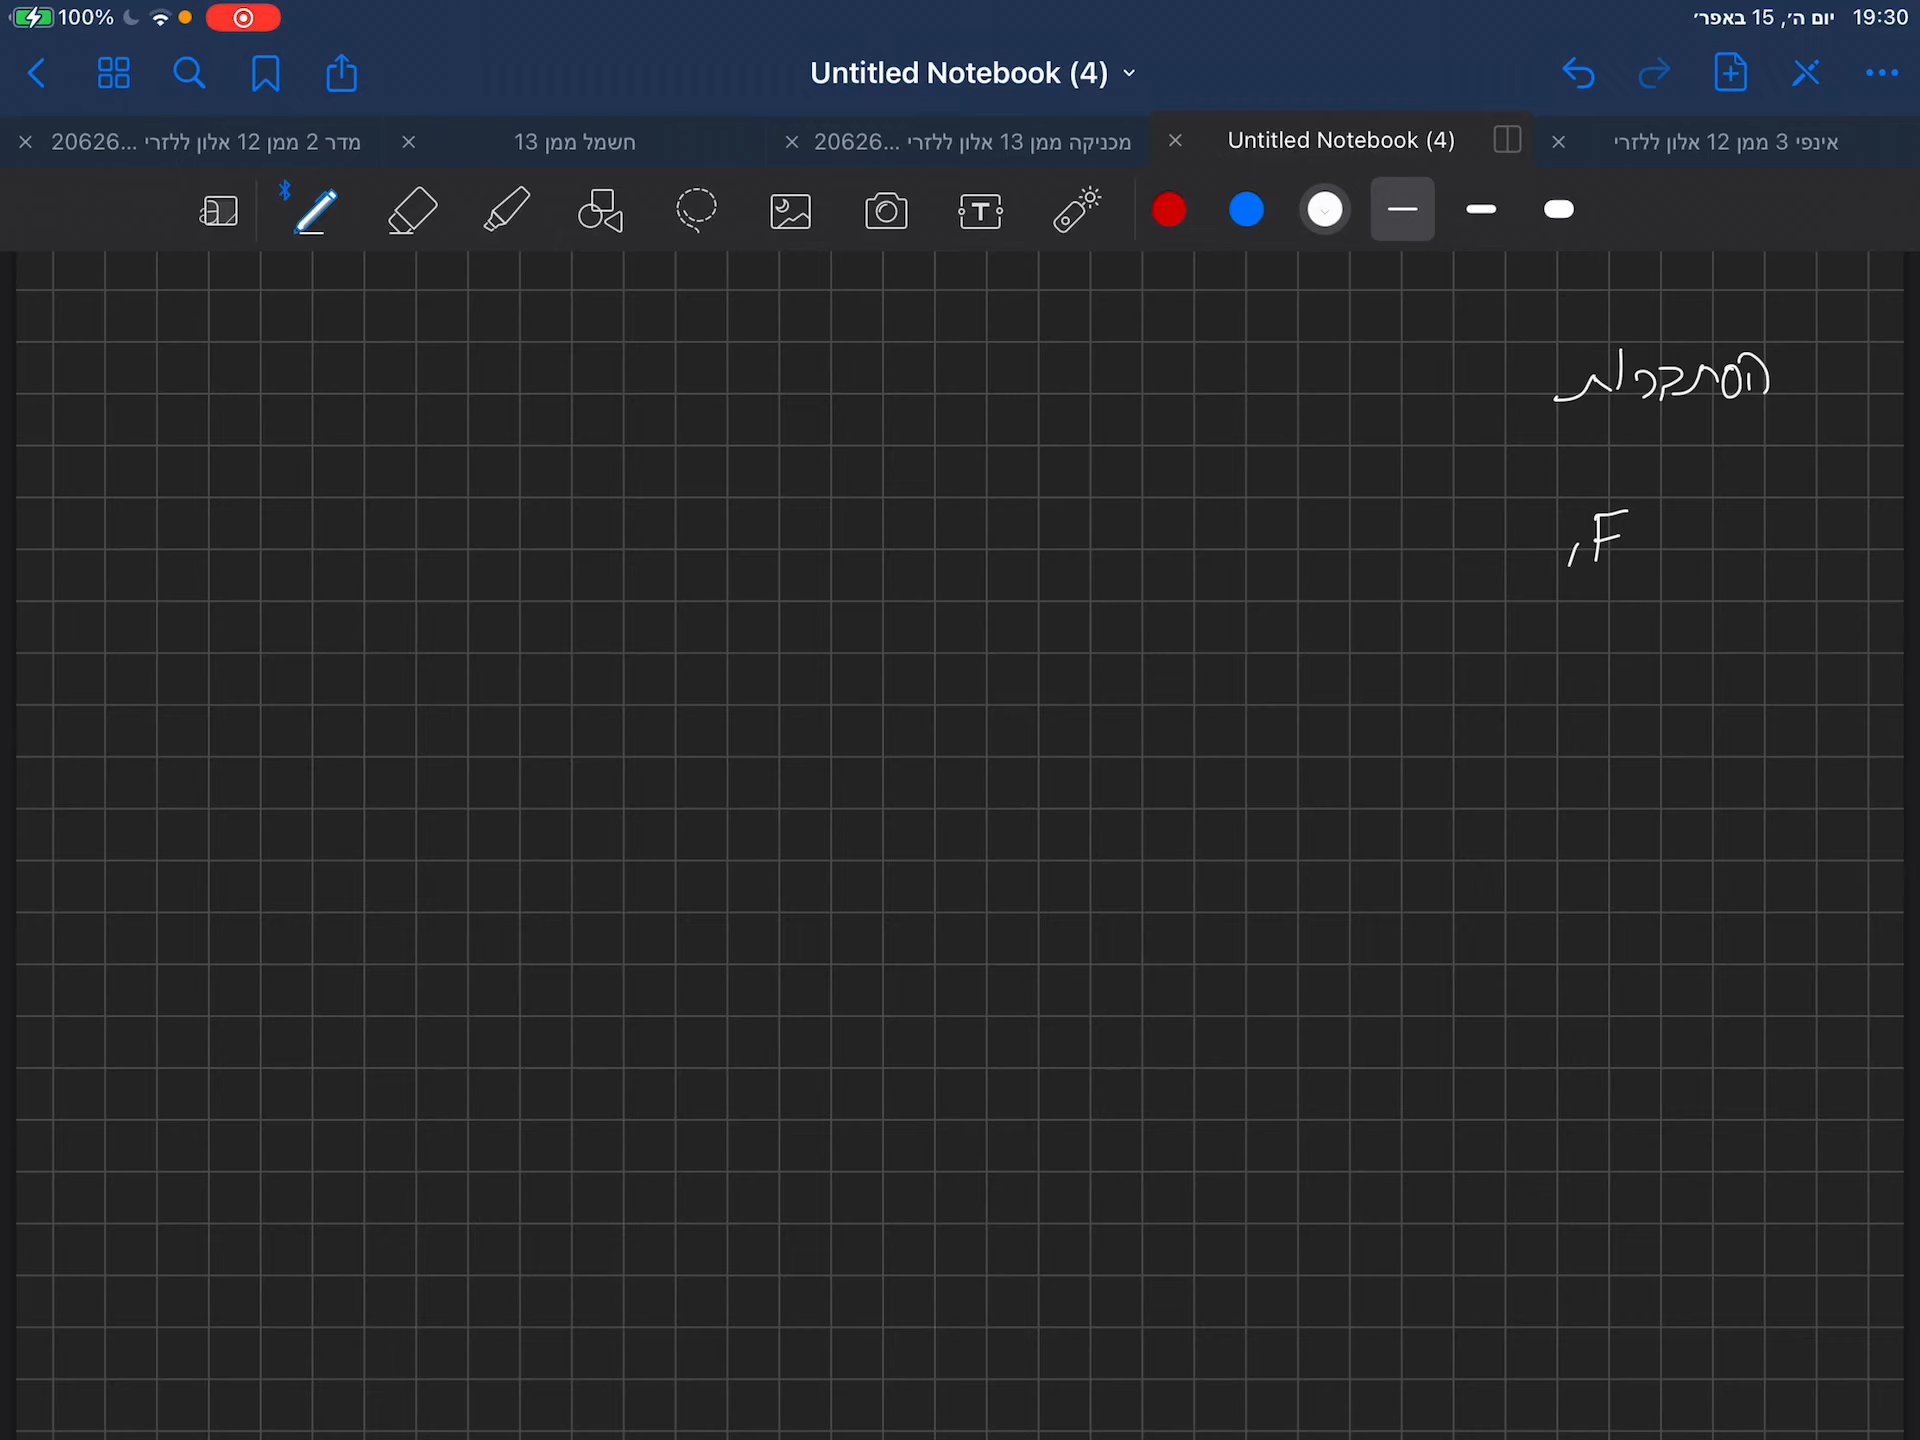 100% יום ה׳, 15 באפר׳ 19:30
Untitled Notebook (4)
מדר 2 ממן 12 אלון ללזרי 20626...
חשמל ממן 13
מכניקה ממן 13 אלון ללזרי 20626...
Untitled Notebook (4)
אינפי 3 ממן 12 אלון ללזרי
T
הסתברות
F,